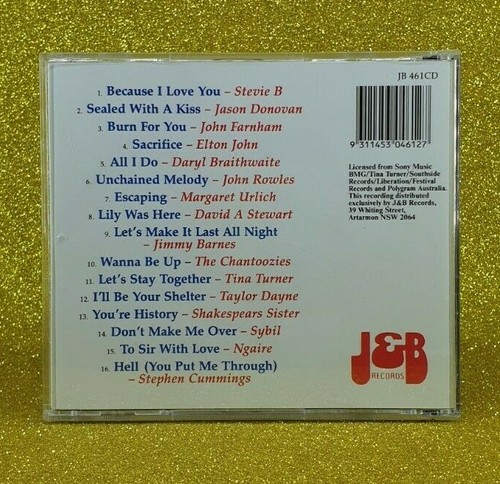 1. Because I Love You – Stevie B
2. Sealed With A Kiss – Jason Donovan
3. Burn For You – John Farnham
4. Sacrifice – Elton John
5. All I Do – Daryl Braithwaite
6. Unchained Melody – John Rowles
7. Escaping – Margaret Urlich
8. Lily Was Here – David A Stewart
9. Let's Make It Last All Night
– Jimmy Barnes
10. Wanna Be Up – The Chantoozies
11. Let's Stay Together – Tina Turner
12. I'll Be Your Shelter – Taylor Dayne
13. You're History – Shakespears Sister
14. Don't Make Me Over – Sybil
15. To Sir With Love – Ngaire
16. Hell (You Put Me Through)
– Stephen Cummings
JB 461CD
9 311453 046127
Licensed from Sony Music
BMG/Tina Turner/Southside
Records/Liberation/Festival
Records and Polygram Australia.
This recording distributed
exclusively by J&B Records,
39 Whiting Street,
Artarmon NSW 2064
J&B
RECORDS